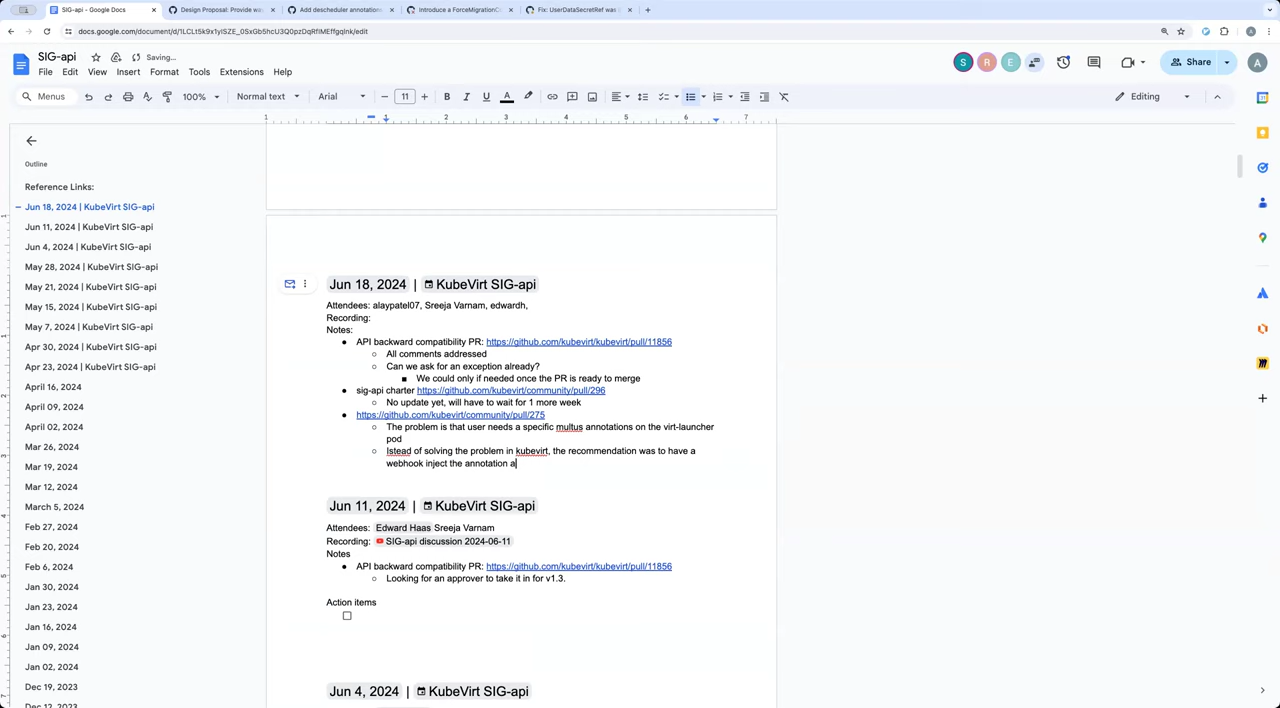 SIG-api - Google Docs
Design Proposal: Provide wa
Add descheduler annotations
Introduce a ForceMigrationC
Fix: UserDataSecretRef was
docs.google.com/document/d/1LCLt5k9x1ylSZE_0SxGb5hcU3Q0pzDqRfIMEffgqInk/edit
SIG-api
Saving...
File Edit View Insert Format Tools Extensions Help
S R E
Share
A
Menus
100%
Normal text
Arial
11
B I U A
Editing
1 1 2 3 4 5 6 7
Outline
Reference Links:
Jun 18, 2024 | KubeVirt SIG-api
Jun 11, 2024 | KubeVirt SIG-api
Jun 4, 2024 | KubeVirt SIG-api
May 28, 2024 | KubeVirt SIG-api
May 21, 2024 | KubeVirt SIG-api
May 15, 2024 | KubeVirt SIG-api
May 7, 2024 | KubeVirt SIG-api
Apr 30, 2024 | KubeVirt SIG-api
Apr 23, 2024 | KubeVirt SIG-api
April 16, 2024
April 09, 2024
April 02, 2024
Mar 26, 2024
Mar 19, 2024
Mar 12, 2024
March 5, 2024
Feb 27, 2024
Feb 20, 2024
Feb 6, 2024
Jan 30, 2024
Jan 23, 2024
Jan 16, 2024
Jan 09, 2024
Jan 02, 2024
Dec 19, 2023
Dec 12, 2023
Jun 18, 2024 | KubeVirt SIG-api
Attendees: alaypatel07, Sreeja Varnam, edwardh,
Recording:
Notes:
API backward compatibility PR: https://github.com/kubevirt/kubevirt/pull/11856
All comments addressed
Can we ask for an exception already?
We could only if needed once the PR is ready to merge
sig-api charter https://github.com/kubevirt/community/pull/296
No update yet, will have to wait for 1 more week
https://github.com/kubevirt/community/pull/275
The problem is that user needs a specific multus annotations on the virt-launcher
pod
Istead of solving the problem in kubevirt, the recommendation was to have a
webhook inject the annotation a
Jun 11, 2024 | KubeVirt SIG-api
Attendees: Edward Haas Sreeja Varnam
Recording: SIG-api discussion 2024-06-11
Notes
API backward compatibility PR: https://github.com/kubevirt/kubevirt/pull/11856
Looking for an approver to take it in for v1.3.
Action items
Jun 4, 2024 | KubeVirt SIG-api